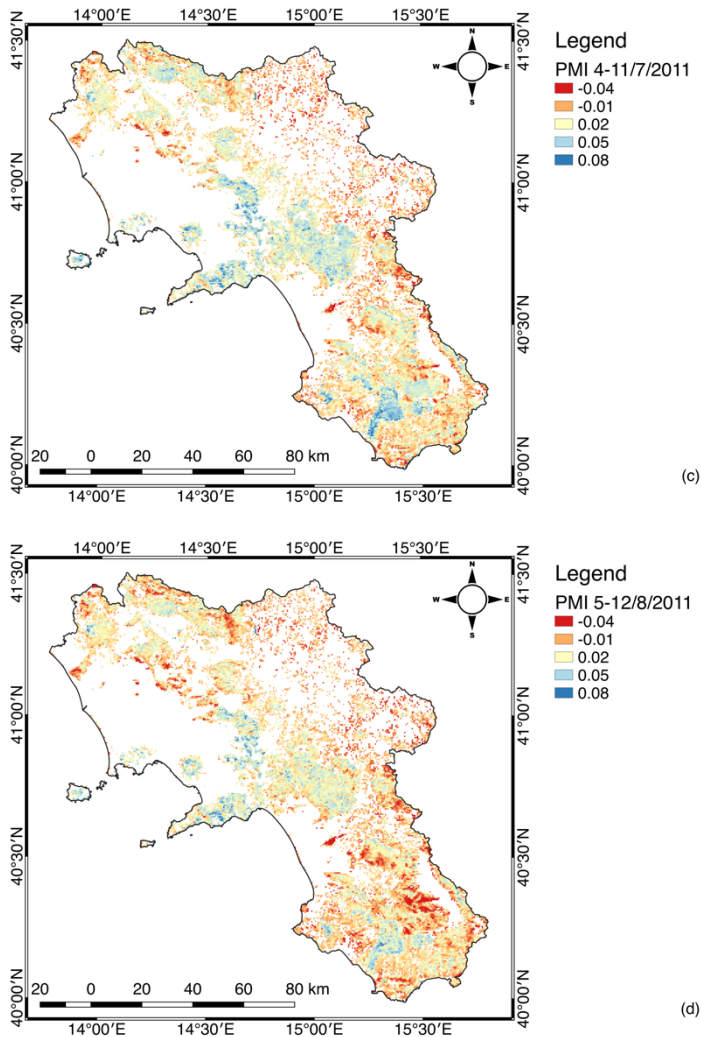 14°00′E 14°30′E 15°00′E 15°30′E
41°30′N 41°30′N
N
W E
S
Legend
PMI 4-11/7/2011
-0.04
-0.01
0.02
0.05
0.08
41°00′N 41°00′N
40°30′N 40°30′N
40°00′N 40°00′N
20 0 20 40 60 80 km
14°00′E 14°30′E 15°00′E 15°30′E
(c)
14°00′E 14°30′E 15°00′E 15°30′E
41°30′N 41°30′N
N
W E
S
Legend
PMI 5-12/8/2011
-0.04
-0.01
0.02
0.05
0.08
41°00′N 41°00′N
40°30′N 40°30′N
40°00′N 40°00′N
20 0 20 40 60 80 km
14°00′E 14°30′E 15°00′E 15°30′E
(d)